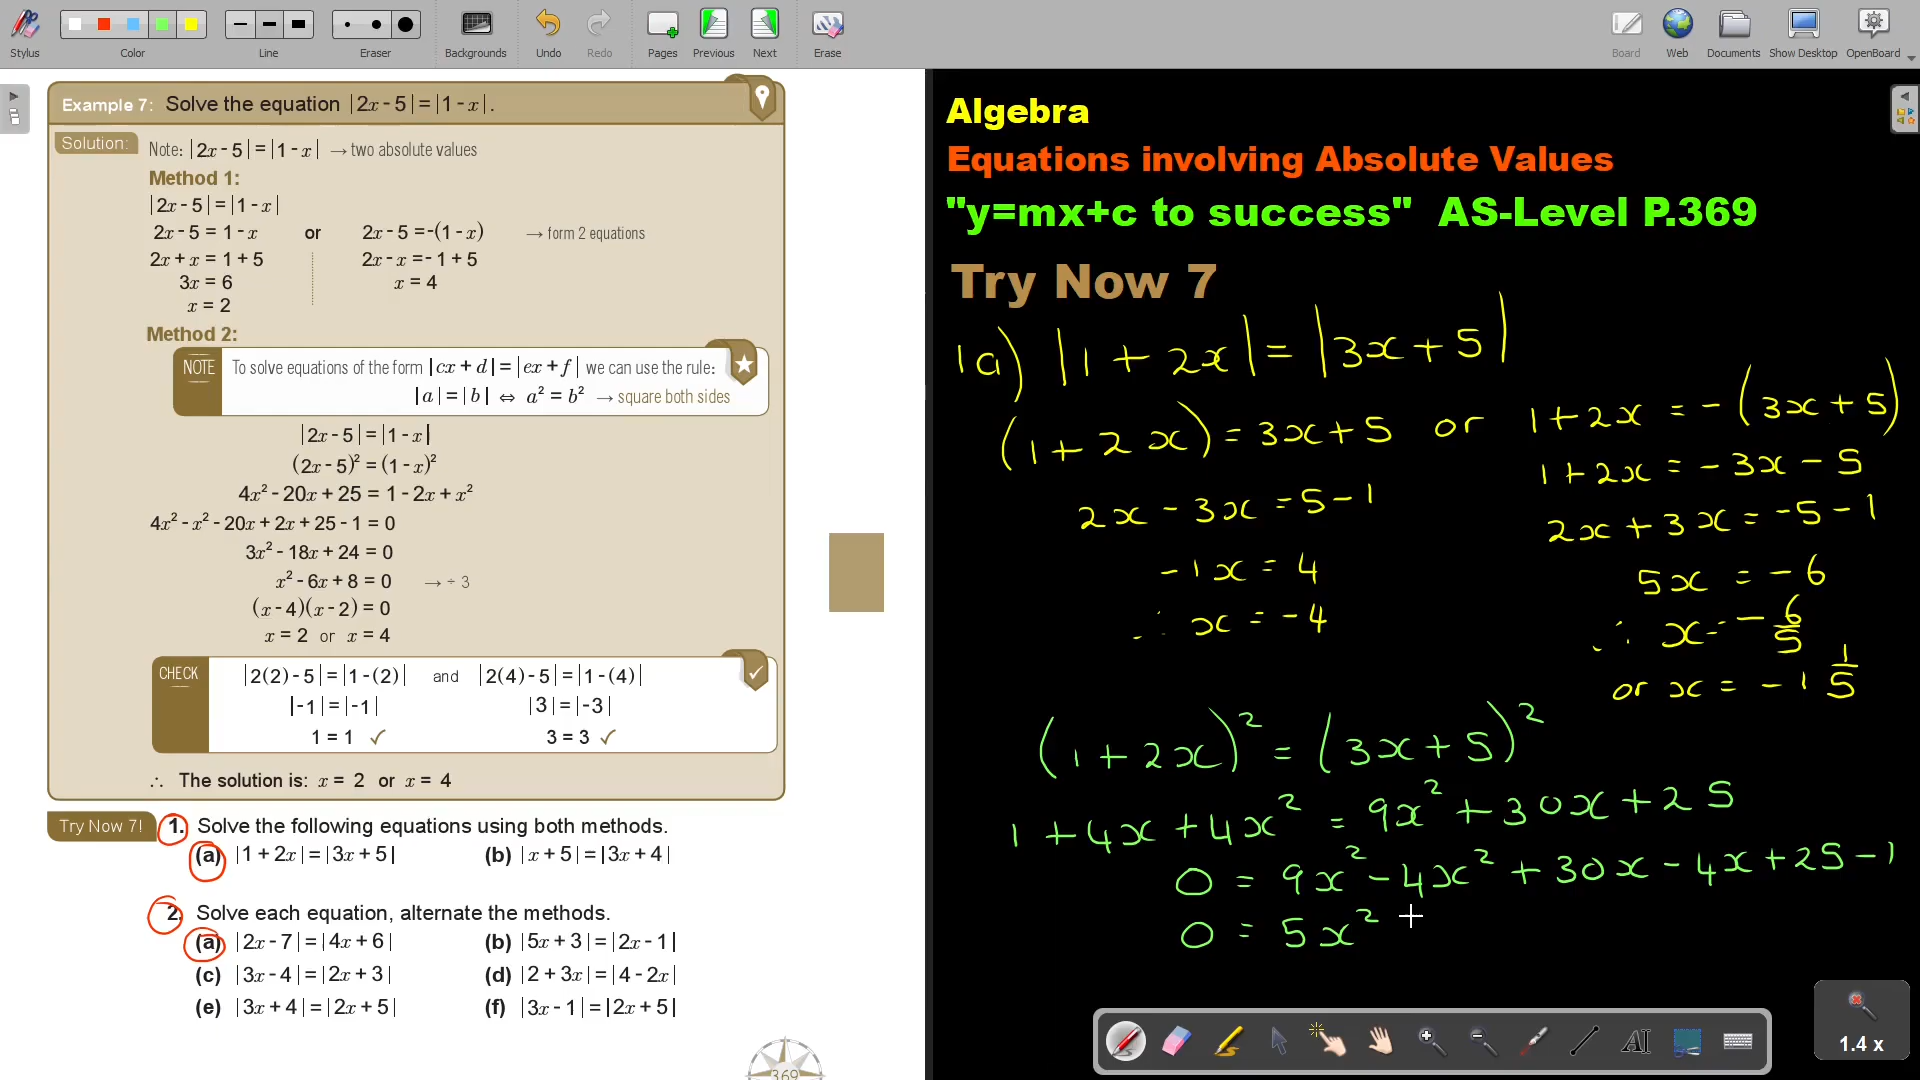 Stylus Color Line Eraser Backgrounds Undo Redo Pages Previous Next Erase Board Web Documents Show Desktop OpenBoard
Example 7: Solve the equation |2x - 5| = |1 - x|.
Solution: Note: |2x - 5| = |1 - x| → two absolute values
Method 1:
|2x - 5| = |1 - x|
2x - 5 = 1 - x or 2x - 5 = -(1 - x) → form 2 equations
2x + x = 1 + 5 2x - x = - 1 + 5
3x = 6 x = 4
x = 2
Method 2:
NOTE To solve equations of the form |cx + d| = |ex + f| we can use the rule:
|a| = |b| ⇔ a² = b² → square both sides
|2x - 5| = |1 - x|
(2x - 5)² = (1 - x)²
4x² - 20x + 25 = 1 - 2x + x²
4x² - x² - 20x + 2x + 25 - 1 = 0
3x² - 18x + 24 = 0
x² - 6x + 8 = 0 → ÷ 3
(x - 4)(x - 2) = 0
x = 2 or x = 4
CHECK |2(2) - 5| = |1 - (2)| and |2(4) - 5| = |1 - (4)|
|-1| = |-1| |3| = |-3|
1 = 1 ✓ 3 = 3 ✓
∴ The solution is: x = 2 or x = 4
Try Now 7! 1. Solve the following equations using both methods.
(a) |1 + 2x| = |3x + 5| (b) |x + 5| = |3x + 4|
2. Solve each equation, alternate the methods.
(a) |2x - 7| = |4x + 6| (b) |5x + 3| = |2x - 1|
(c) |3x - 4| = |2x + 3| (d) |2 + 3x| = |4 - 2x|
(e) |3x + 4| = |2x + 5| (f) |3x - 1| = |2x + 5|
369
Algebra
Equations involving Absolute Values
"y=mx+c to success" AS-Level P.369
Try Now 7
1a) |1 + 2x| = |3x + 5|
(1 + 2x) = 3x + 5 or 1 + 2x = - (3x + 5)
1 + 2x = - 3x - 5
2x - 3x = 5 - 1 2x + 3x = - 5 - 1
- 1x = 4 5x = - 6
∴ x = - 4 ∴ x = - 6/5
or x = - 1 1/5
(1 + 2x)² = (3x + 5)²
1 + 4x + 4x² = 9x² + 30x + 25
0 = 9x² - 4x² + 30x - 4x + 25 - 1
0 = 5x²
1.4 x